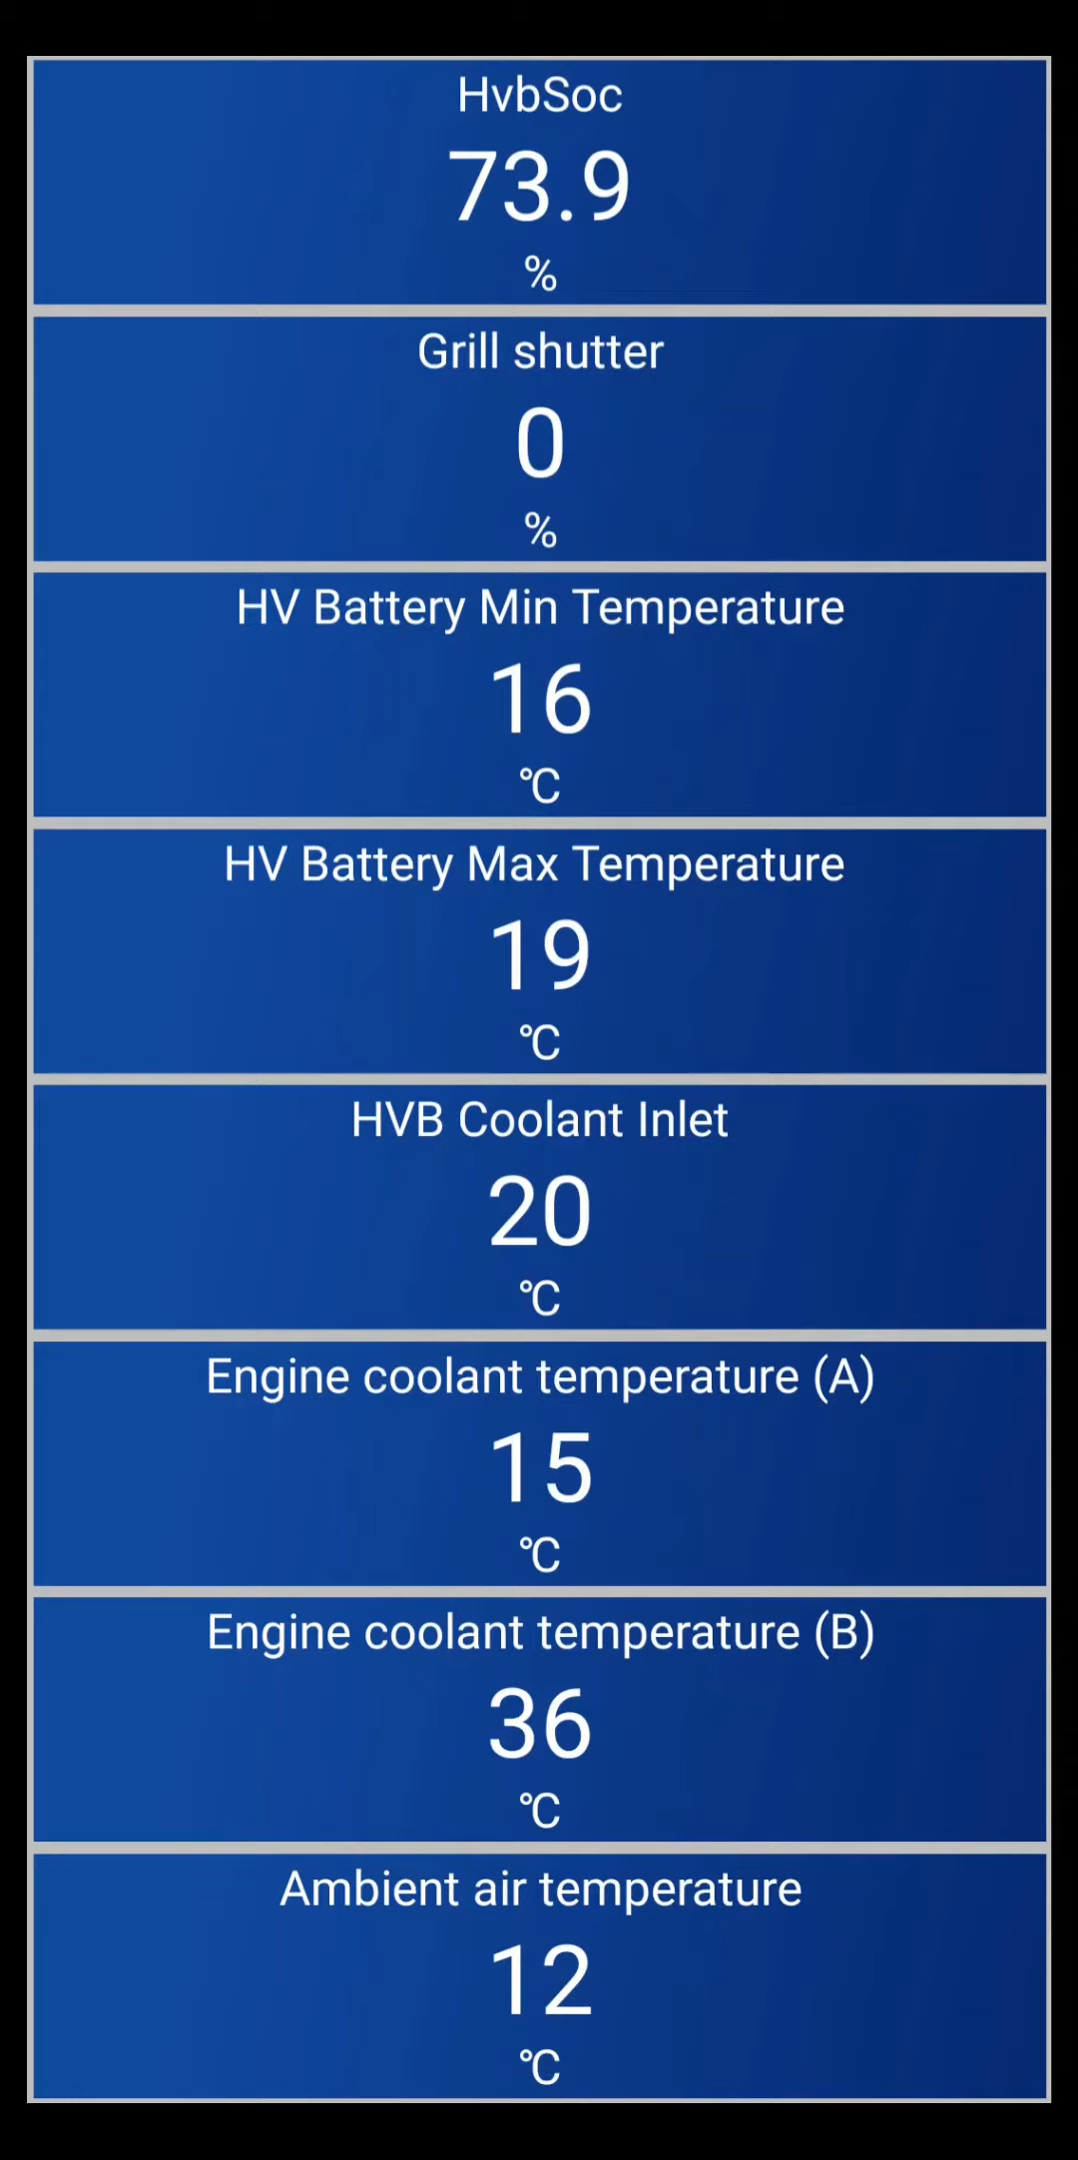 HvbSoc
73.9
%
Grill shutter
0
%
HV Battery Min Temperature
16
℃
HV Battery Max Temperature
19
℃
HVB Coolant Inlet
20
℃
Engine coolant temperature (A)
15
℃
Engine coolant temperature (B)
36
℃
Ambient air temperature
12
℃